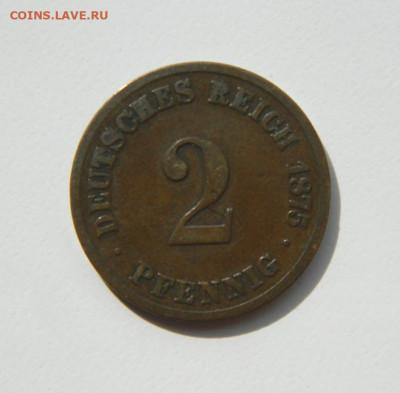 COINS.LAVE.RU
DEUTSCHES REICH 1875
2
· PFENNIG ·